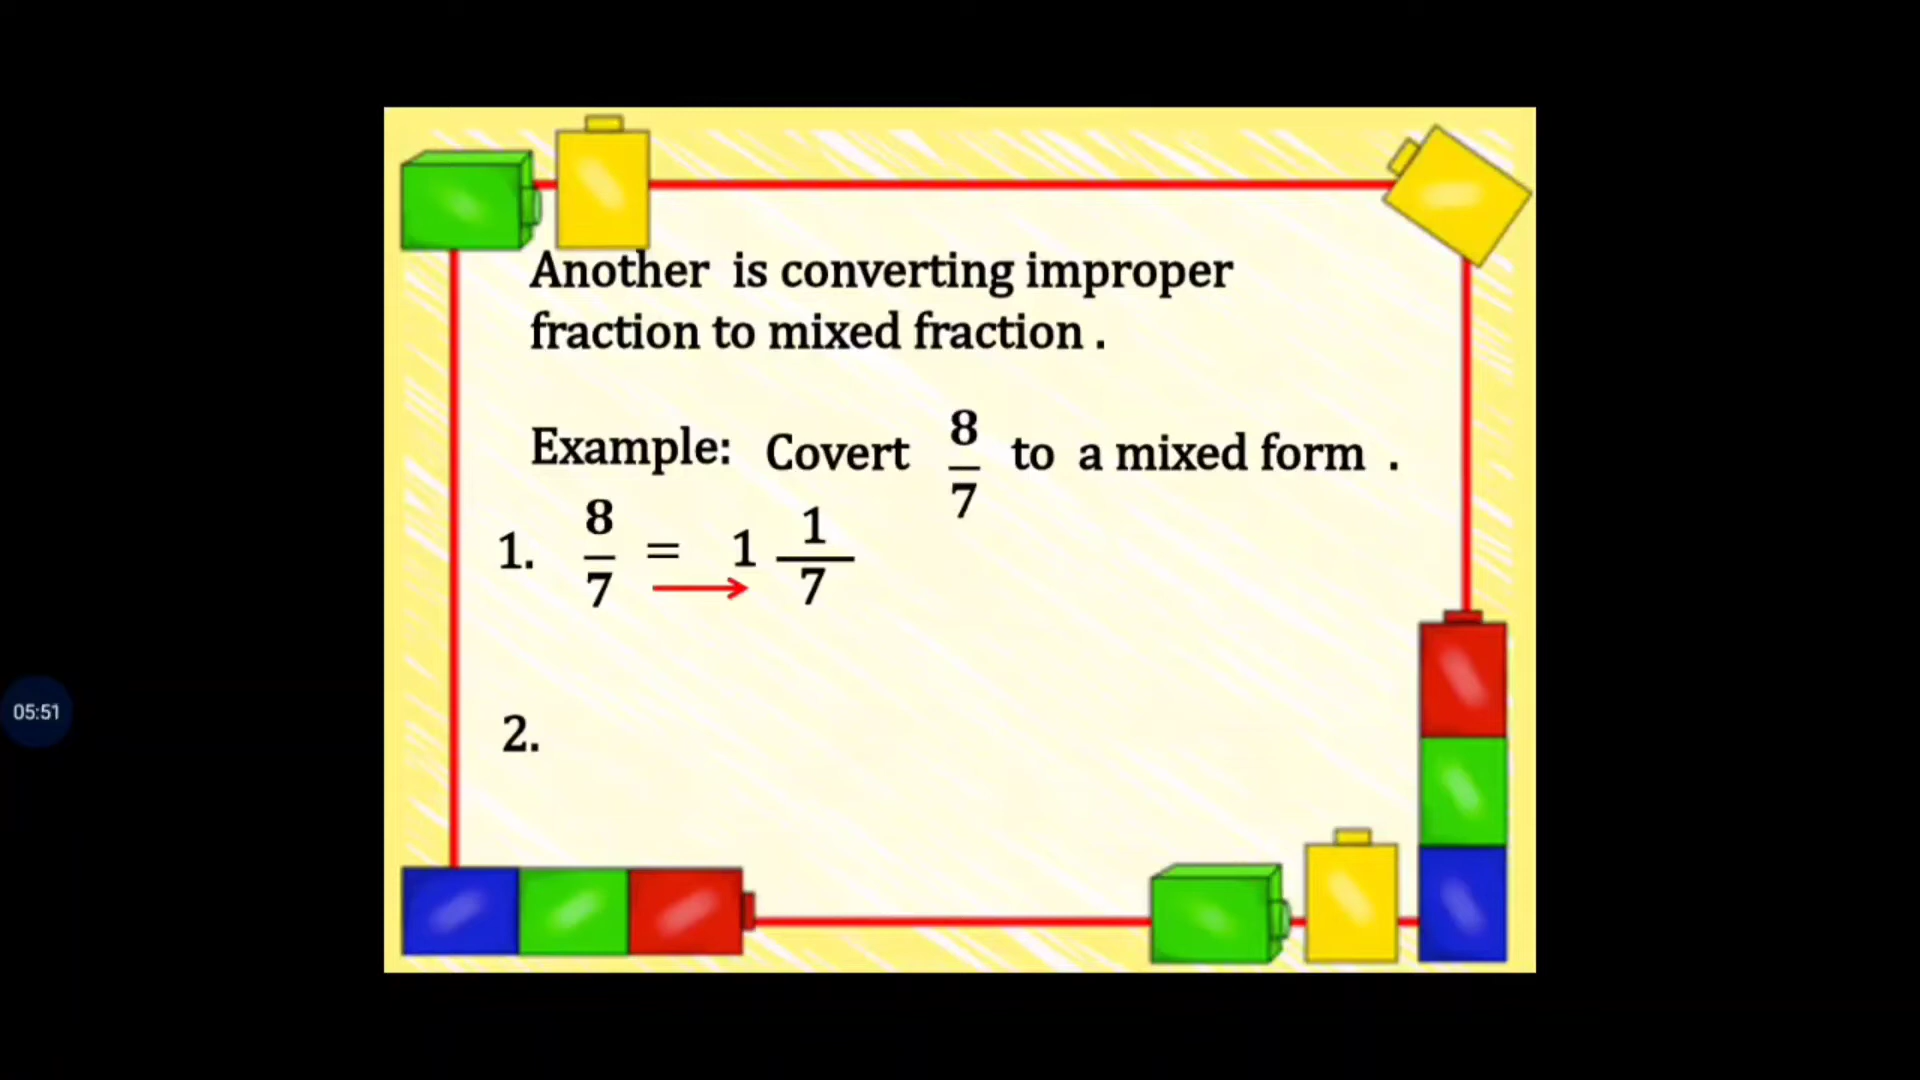 Another is converting improper
fraction to mixed fraction .
Example: Covert 8/7 to a mixed form .
1. 8/7 = 1 1/7
05:51
2.